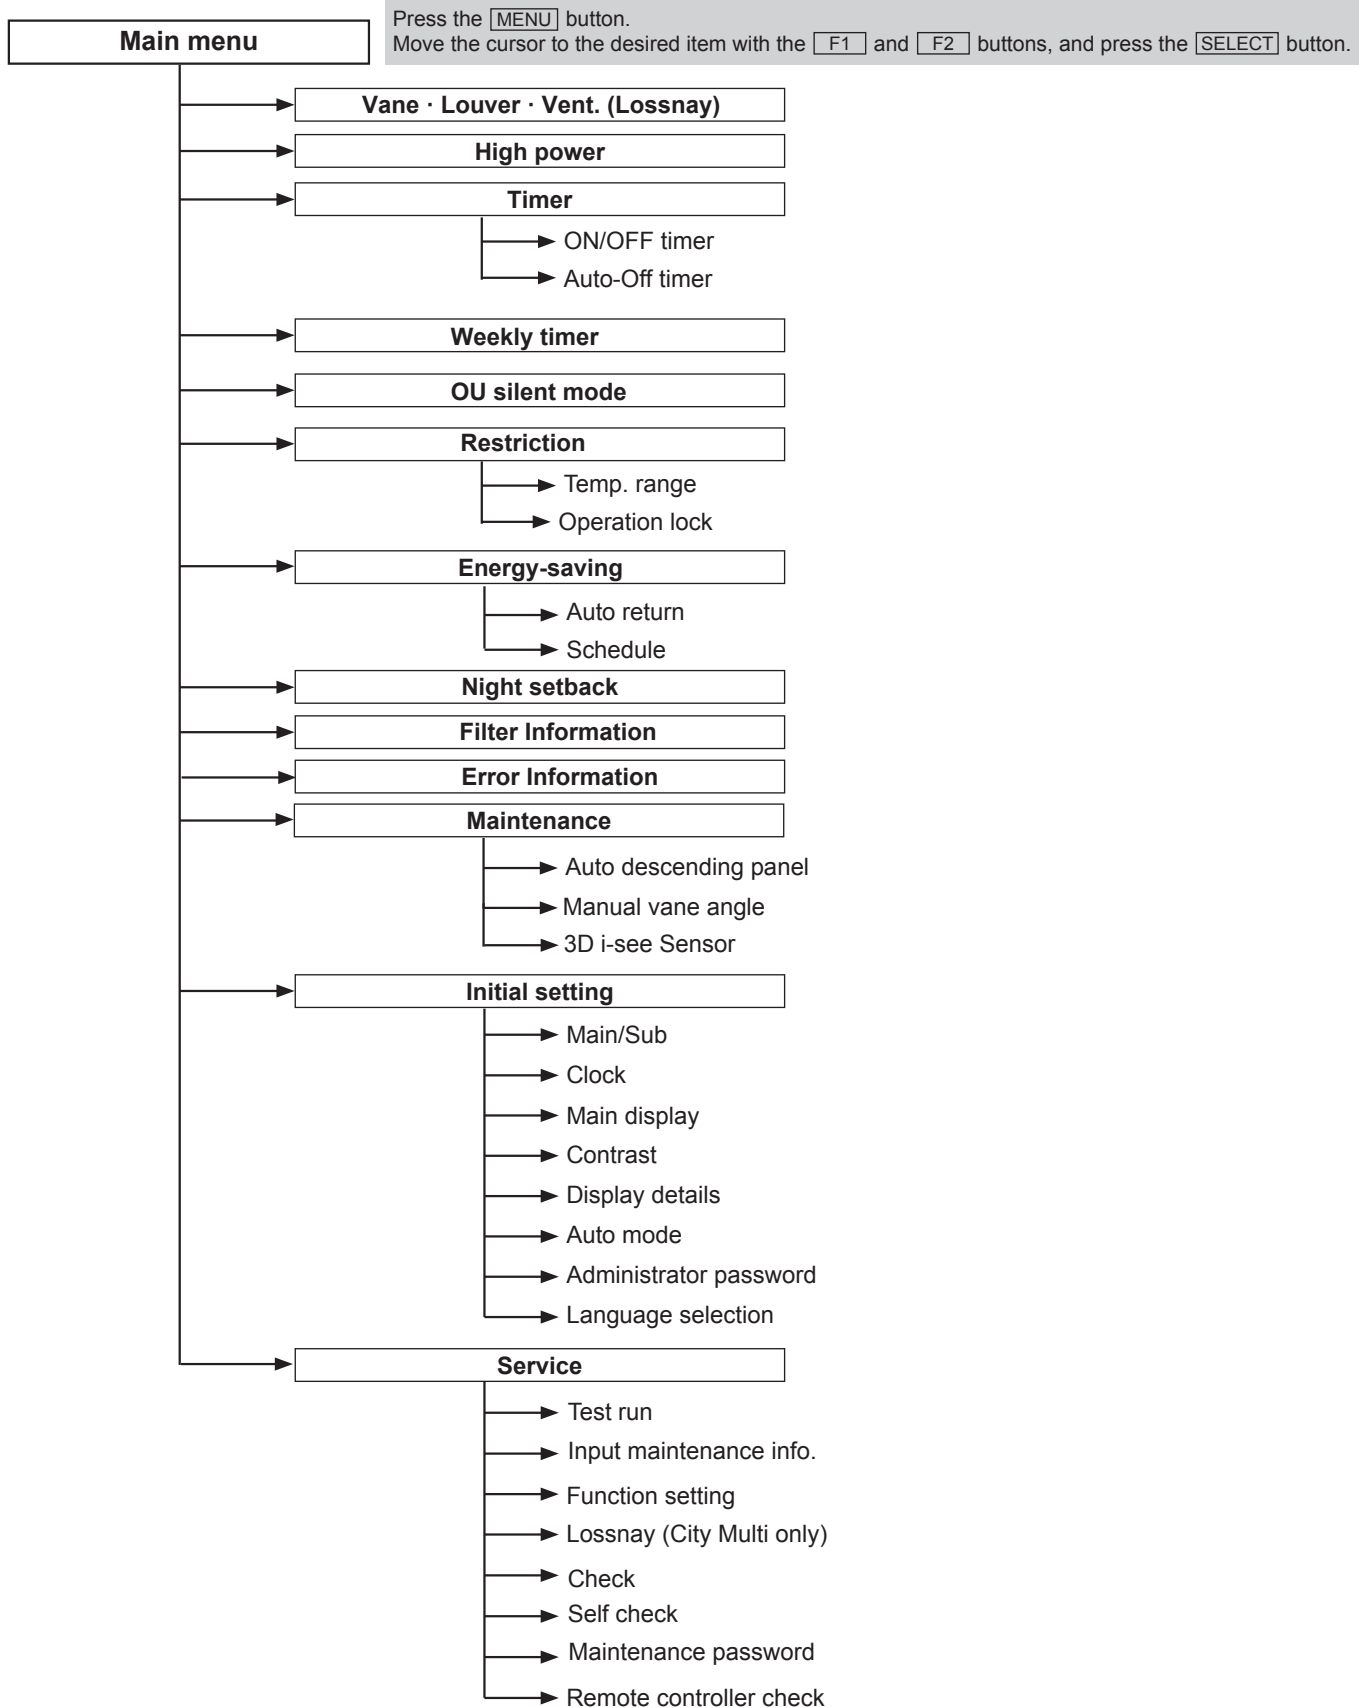 Main menu
Press the MENU button.
Move the cursor to the desired item with the F1 and F2 buttons, and press the SELECT button.
Vane · Louver · Vent. (Lossnay)
High power
Timer
ON/OFF timer
Auto-Off timer
Weekly timer
OU silent mode
Restriction
Temp. range
Operation lock
Energy-saving
Auto return
Schedule
Night setback
Filter Information
Error Information
Maintenance
Auto descending panel
Manual vane angle
3D i-see Sensor
Initial setting
Main/Sub
Clock
Main display
Contrast
Display details
Auto mode
Administrator password
Language selection
Service
Test run
Input maintenance info.
Function setting
Lossnay (City Multi only)
Check
Self check
Maintenance password
Remote controller check